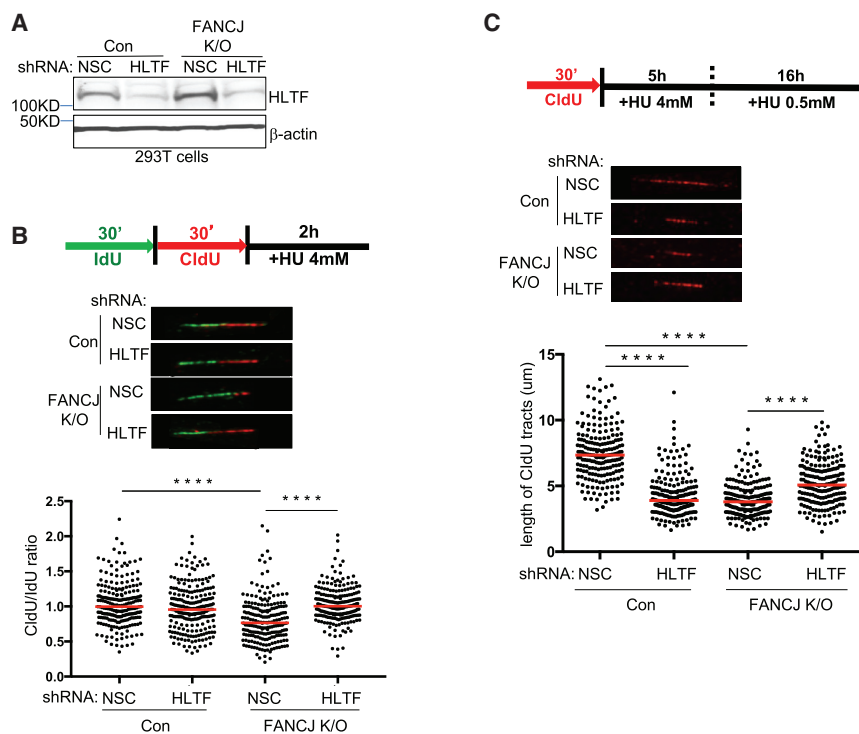 A
FANCJ
Con K/O
shRNA: NSC HLTF NSC HLTF
HLTF
100KD
50KD
β-actin
293T cells
B
30' 30' 2h
IdU CldU +HU 4mM
shRNA:
Con
NSC
HLTF
FANCJ
K/O
NSC
HLTF
* * * *
* * * *
CldU/IdU ratio
2.5
2.0
1.5
1.0
0.5
0.0
shRNA: NSC HLTF NSC HLTF
Con FANCJ K/O
C
30' 5h 16h
CldU +HU 4mM +HU 0.5mM
shRNA:
Con
NSC
HLTF
FANCJ
K/O
NSC
HLTF
* * * *
* * * *
* * * *
length of CldU tracts (um)
15
10
5
0
shRNA: NSC HLTF NSC HLTF
Con FANCJ K/O